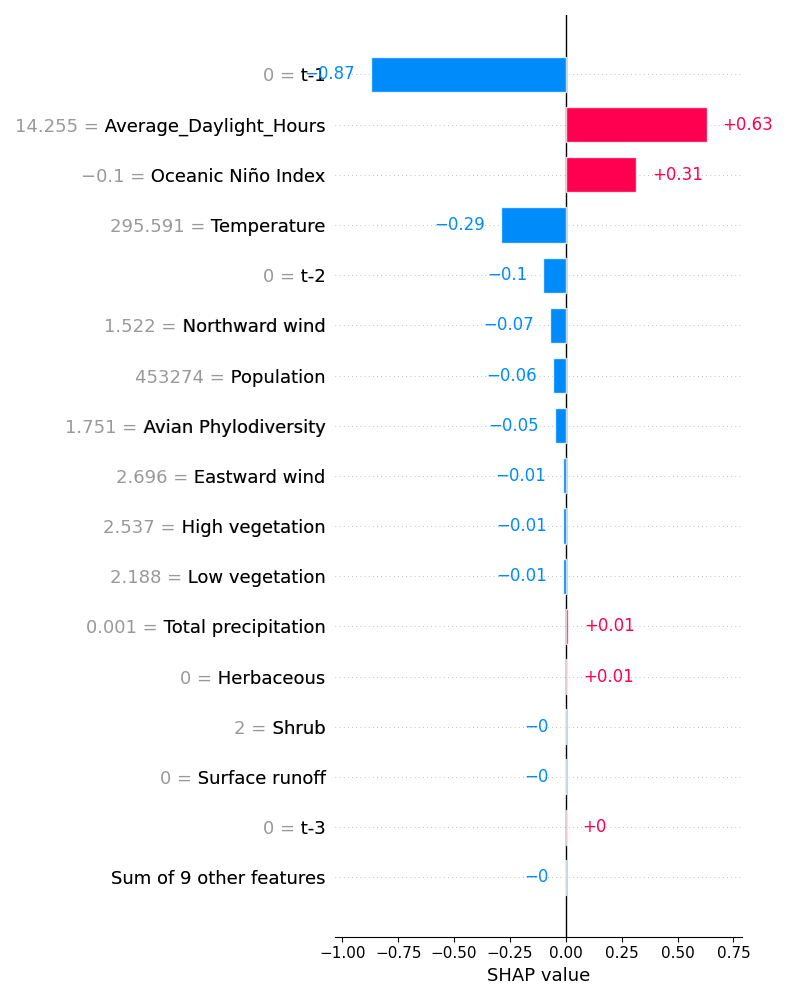 0 = t-1 −0.87
14.255 = Average_Daylight_Hours +0.63
−0.1 = Oceanic Niño Index +0.31
295.591 = Temperature −0.29
0 = t-2 −0.1
1.522 = Northward wind −0.07
453274 = Population −0.06
1.751 = Avian Phylodiversity −0.05
2.696 = Eastward wind −0.01
2.537 = High vegetation −0.01
2.188 = Low vegetation −0.01
0.001 = Total precipitation +0.01
0 = Herbaceous +0.01
2 = Shrub −0
0 = Surface runoff −0
0 = t-3 +0
Sum of 9 other features −0
−1.00 −0.75 −0.50 −0.25 0.00 0.25 0.50 0.75
SHAP value